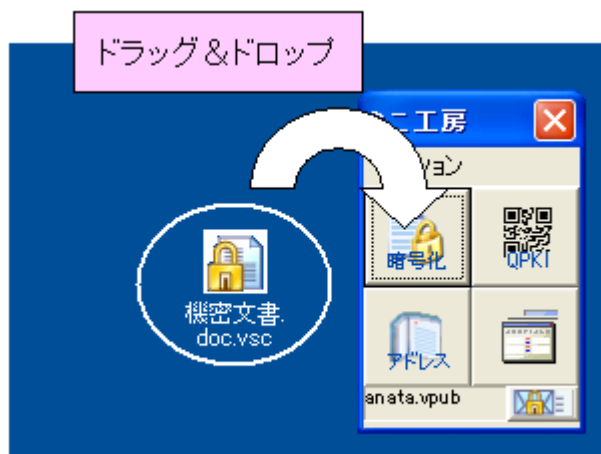 ドラッグ&ドロップ
工房
ション
暗号化
QPKI
機密文書.
doc.vsc
アドレス
anata.vpub